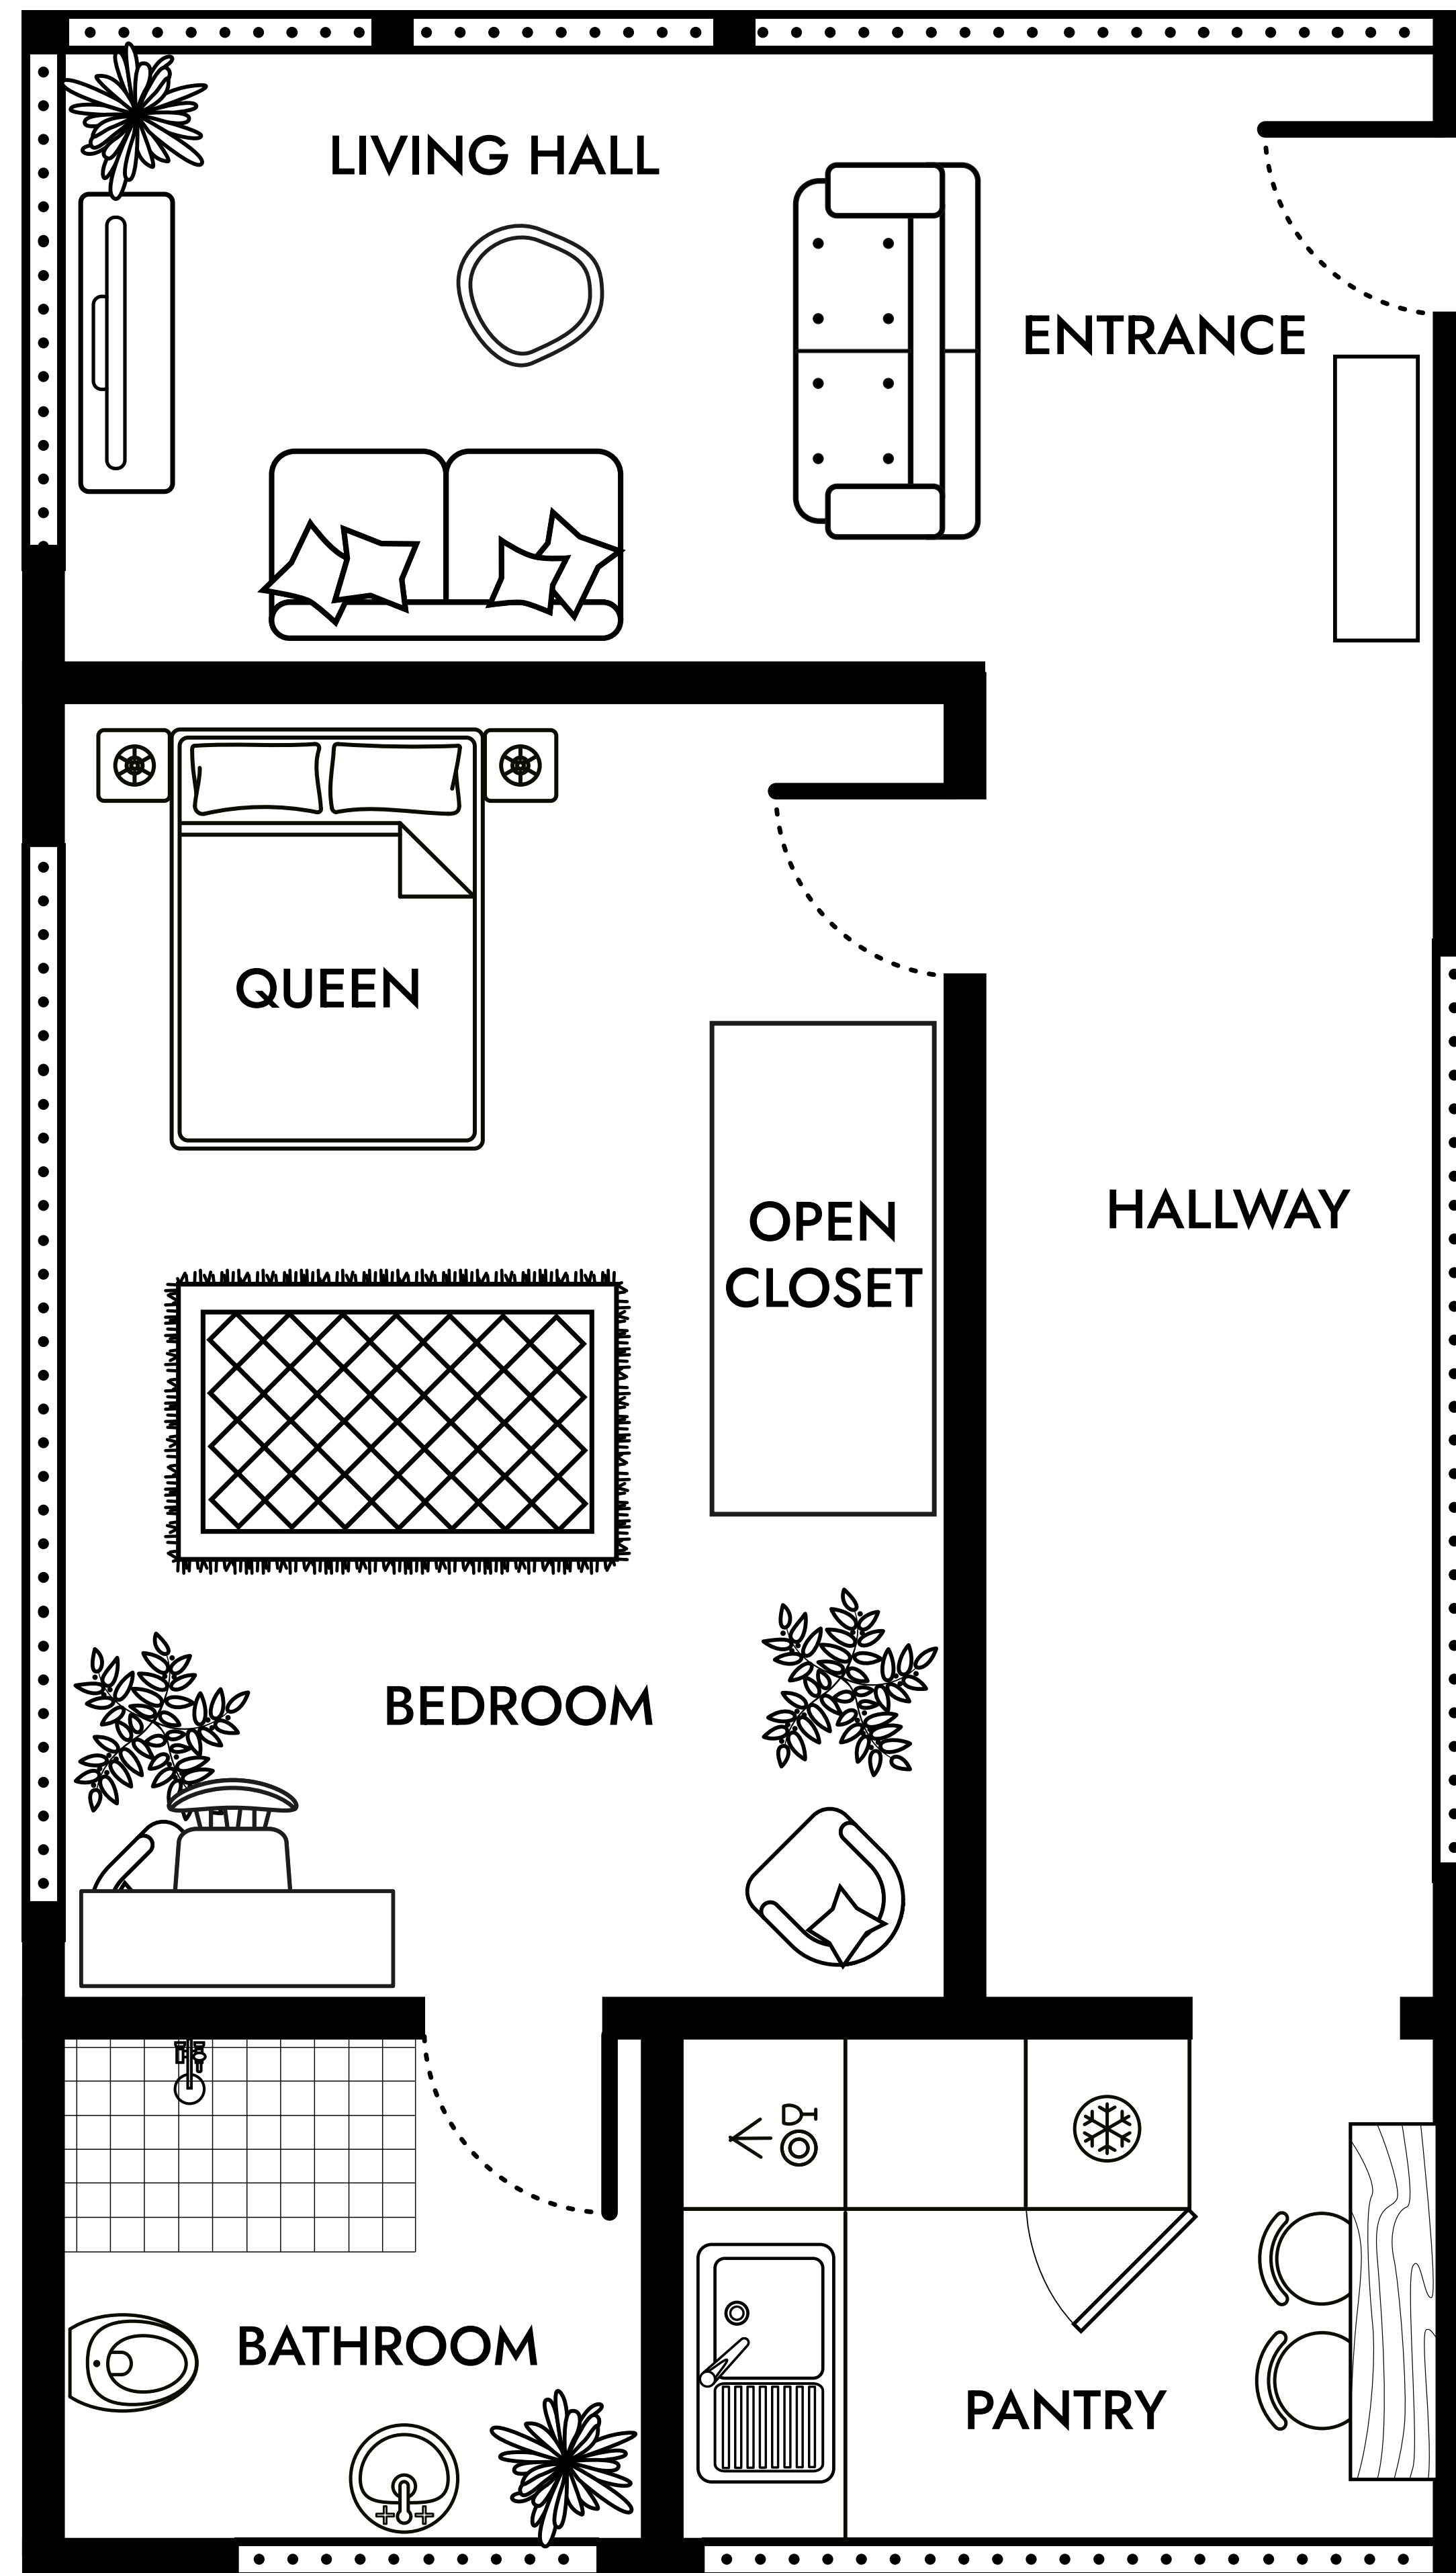 LIVING HALL
ENTRANCE
QUEEN
OPEN
CLOSET
HALLWAY
BEDROOM
BATHROOM
PANTRY